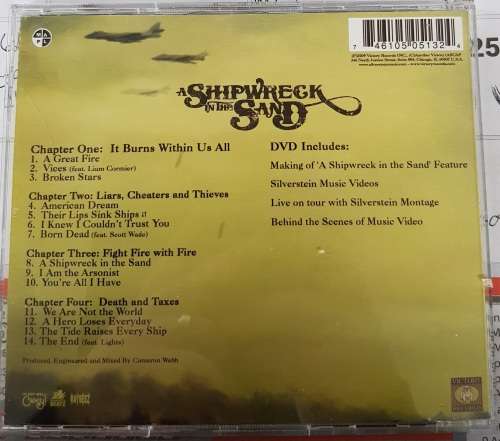 A SHIPWRECK
IN THE SAND
Chapter One: It Burns Within Us All
1. A Great Fire
2. Vices (feat. Liam Cormier)
3. Broken Stars
Chapter Two: Liars, Cheaters and Thieves
4. American Dream
5. Their Lips Sink Ships
6. I Knew I Couldn't Trust You
7. Born Dead (feat. Scott Wade)
Chapter Three: Fight Fire with Fire
8. A Shipwreck in the Sand
9. I Am the Arsonist
10. You're All I Have
Chapter Four: Death and Taxes
11. We Are Not the World
12. A Hero Loses Everyday
13. The Tide Raises Every Ship
14. The End (feat. Lights)
Produced, Engineered and Mixed By Cameron Webb
DVD Includes:
Making of 'A Shipwreck in the Sand' Feature
Silverstein Music Videos
Live on tour with Silverstein Montage
Behind the Scenes of Music Video
7 46105 05132 4
VICTORY
RECORDS
25